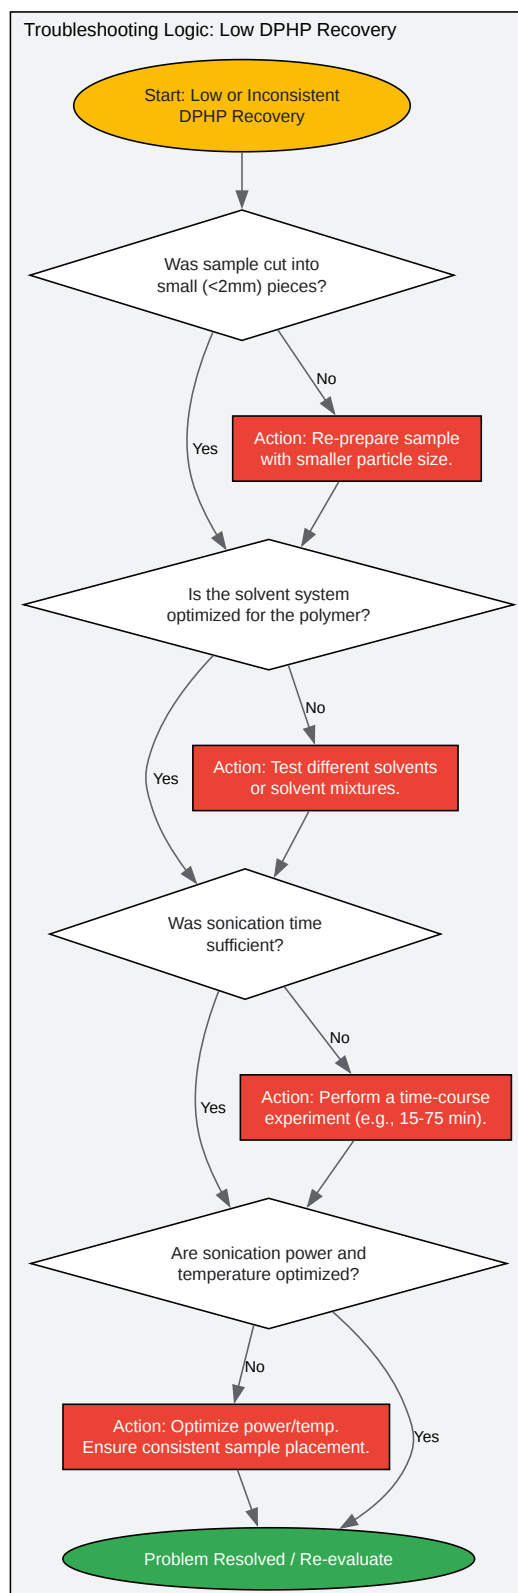 Troubleshooting Logic: Low DPHP Recovery
Start: Low or Inconsistent
DPHP Recovery
Was sample cut into
small (<2mm) pieces?
No
Yes
Action: Re-prepare sample
with smaller particle size.
Is the solvent system
optimized for the polymer?
No
Yes
Action: Test different solvents
or solvent mixtures.
Was sonication time
sufficient?
No
Yes
Action: Perform a time-course
experiment (e.g., 15-75 min).
Are sonication power and
temperature optimized?
No
Yes
Action: Optimize power/temp.
Ensure consistent sample placement.
Problem Resolved / Re-evaluate